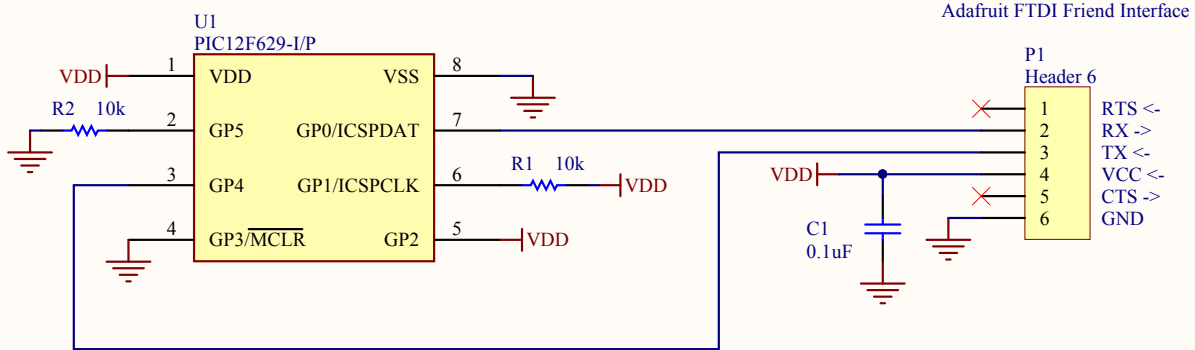 Adafruit FTDI Friend Interface
U1
PIC12F629-I/P
VDD 1 VDD VSS 8
R2 10k 2 GP5 GP0/ICSPDAT 7
3 GP4 GP1/ICSPCLK 6 R1 10k VDD
4 GP3/MCLR GP2 5 VDD
P1
Header 6
1 RTS <-
2 RX ->
3 TX <-
VDD 4 VCC <-
5 CTS ->
6 GND
C1
0.1uF